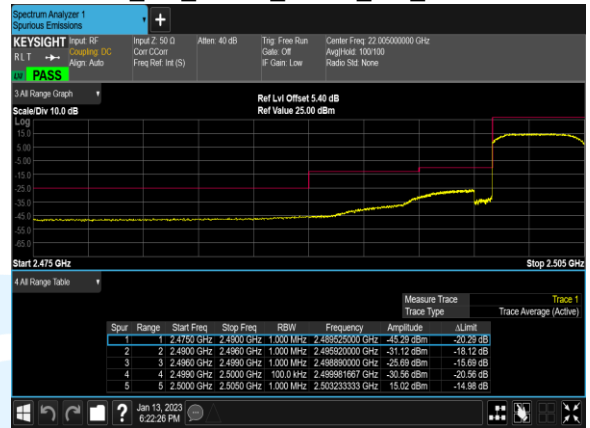 Spectrum Analyzer 1
Spurious Emissions
+
KEYSIGHT Input: RF Input Z: 50 Ω Atten: 40 dB Trig: Free Run Center Freq: 22.005000000 GHz
RLT Coupling: DC Corr CCorr Gate: Off Avg|Hold: 100/100
Align: Auto Freq Ref: Int (S) IF Gain: Low Radio Std: None
PASS
3 All Range Graph
Ref Lvl Offset 5.40 dB
Scale/Div 10.0 dB Ref Value 25.00 dBm
Log
15.0
5.00
-5.00
-15.0
-25.0
-35.0
-45.0
-55.0
-65.0
Start 2.475 GHz Stop 2.505 GHz
4 All Range Table
Measure Trace Trace 1
Trace Type Trace Average (Active)
Spur Range Start Freq Stop Freq RBW Frequency Amplitude ΔLimit
1 1 2.4750 GHz 2.4900 GHz 1.000 MHz 2.489525000 GHz -45.29 dBm -20.29 dB
2 2 2.4900 GHz 2.4960 GHz 1.000 MHz 2.495920000 GHz -31.12 dBm -18.12 dB
3 3 2.4960 GHz 2.4990 GHz 1.000 MHz 2.498890000 GHz -25.69 dBm -15.69 dB
4 4 2.4990 GHz 2.5000 GHz 100.0 kHz 2.499981667 GHz -30.56 dBm -20.56 dB
5 5 2.5000 GHz 2.5050 GHz 1.000 MHz 2.503233333 GHz 15.02 dBm -14.98 dB
? Jan 13, 2023
6:22:26 PM